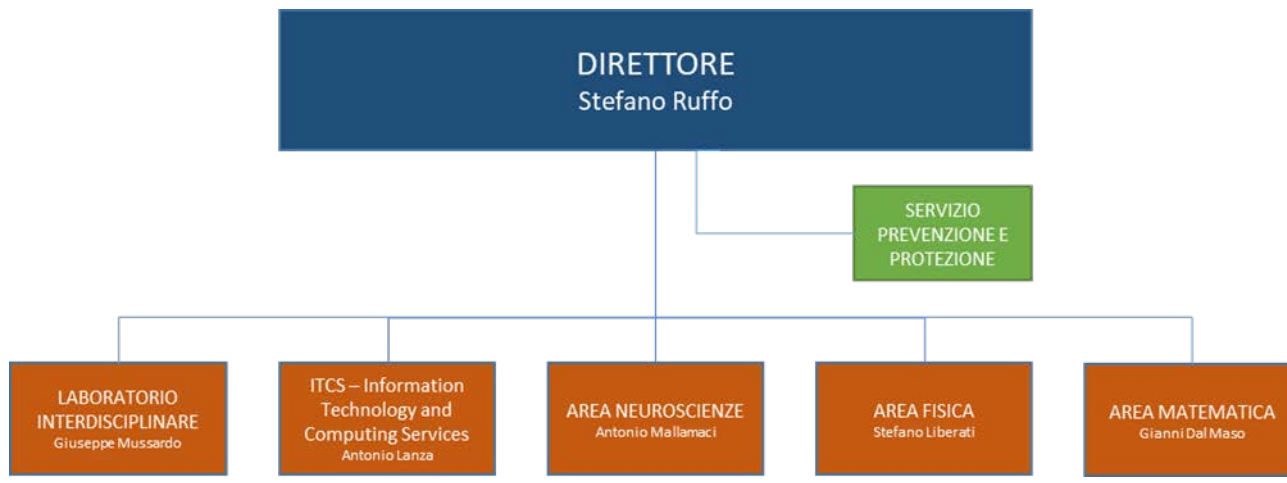 DIRETTORE
Stefano Ruffo
SERVIZIO
PREVENZIONE E
PROTEZIONE
LABORATORIO
INTERDISCIPLINARE
Giuseppe Mussardo
ITCS – Information
Technology and
Computing Services
Antonio Lanza
AREA NEUROSCIENZE
Antonio Mallamaci
AREA FISICA
Stefano Liberati
AREA MATEMATICA
Gianni Dal Maso